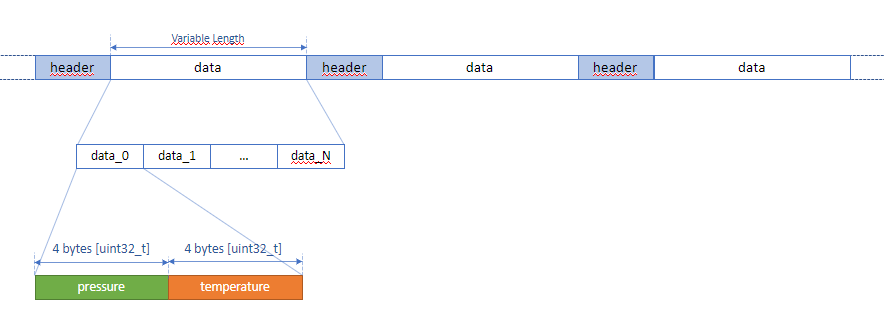 Variable Length
header data header data header data
data_0 data_1 ... data_N
4 bytes [uint32_t] 4 bytes [uint32_t]
pressure temperature